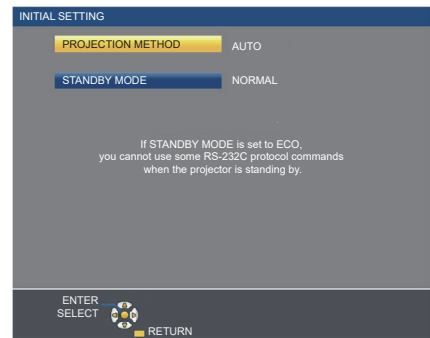 INITIAL SETTING
PROJECTION METHOD AUTO
STANDBY MODE NORMAL
If STANDBY MODE is set to ECO,
you cannot use some RS-232C protocol commands
when the projector is standing by.
ENTER
SELECT
RETURN